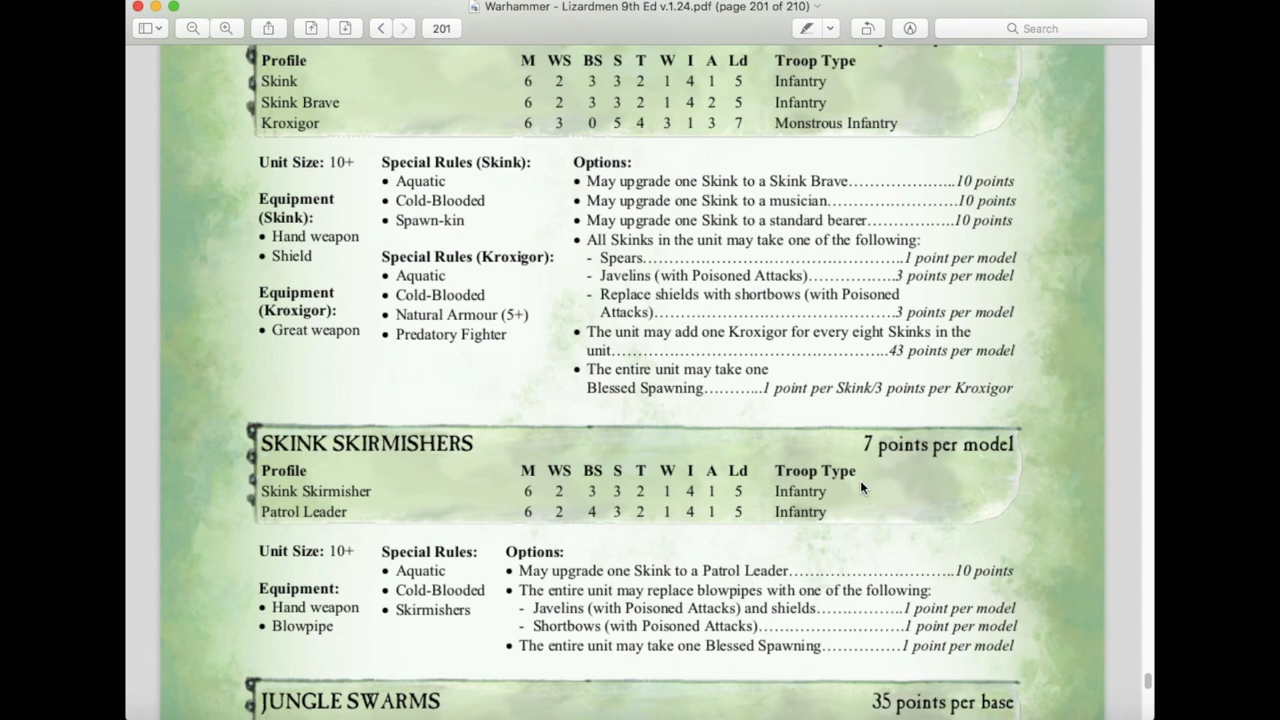 Warhammer - Lizardmen 9th Ed v.1.24.pdf (page 201 of 210)
201
Search
Profile M WS BS S T W I A Ld Troop Type
Skink 6 2 3 3 2 1 4 1 5 Infantry
Skink Brave 6 2 3 3 2 1 4 2 5 Infantry
Kroxigor 6 3 0 5 4 3 1 3 7 Monstrous Infantry
Unit Size: 10+
Equipment
(Skink):
• Hand weapon
• Shield
Equipment
(Kroxigor):
• Great weapon
Special Rules (Skink):
• Aquatic
• Cold-Blooded
• Spawn-kin
Special Rules (Kroxigor):
• Aquatic
• Cold-Blooded
• Natural Armour (5+)
• Predatory Fighter
Options:
• May upgrade one Skink to a Skink Brave…………………..10 points
• May upgrade one Skink to a musician…………………….10 points
• May upgrade one Skink to a standard bearer……………..10 points
• All Skinks in the unit may take one of the following:
- Spears…………………………………………..1 point per model
- Javelins (with Poisoned Attacks)……………..3 points per model
- Replace shields with shortbows (with Poisoned
Attacks)………………………………………….3 points per model
• The unit may add one Kroxigor for every eight Skinks in the
unit……………………………………………..43 points per model
• The entire unit may take one
Blessed Spawning………...1 point per Skink/3 points per Kroxigor
SKINK SKIRMISHERS 7 points per model
Profile M WS BS S T W I A Ld Troop Type
Skink Skirmisher 6 2 3 3 2 1 4 1 5 Infantry
Patrol Leader 6 2 4 3 2 1 4 1 5 Infantry
Unit Size: 10+
Equipment:
• Hand weapon
• Blowpipe
Special Rules:
• Aquatic
• Cold-Blooded
• Skirmishers
Options:
• May upgrade one Skink to a Patrol Leader…………………………..10 points
• The entire unit may replace blowpipes with one of the following:
- Javelins (with Poisoned Attacks) and shields……………..1 point per model
- Shortbows (with Poisoned Attacks)………………………..1 point per model
• The entire unit may take one Blessed Spawning……………1 point per model
JUNGLE SWARMS 35 points per base